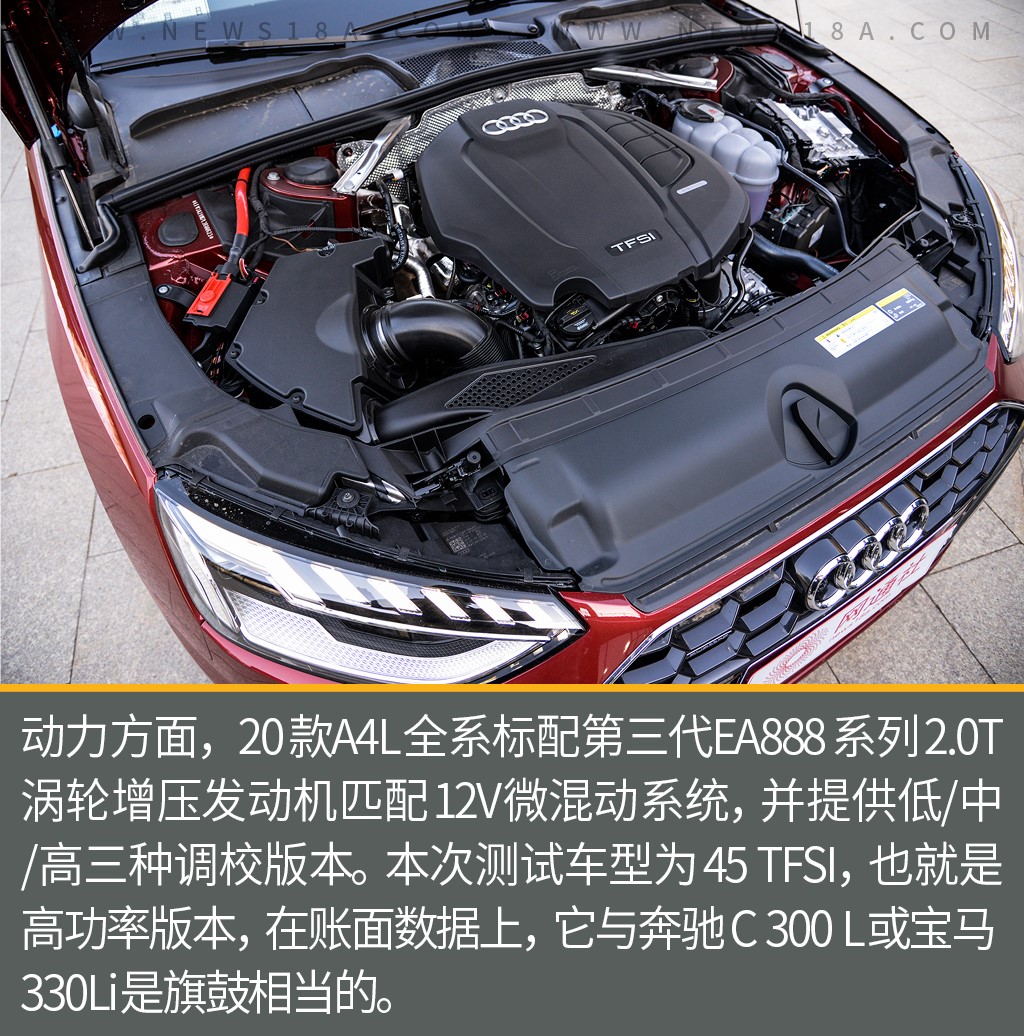 WWW.NEWS18A.COM WWW.NEWS18A.COM
TFSI
网通社
动力方面，20款A4L全系标配第三代EA888系列2.0T
涡轮增压发动机匹配12V微混动系统，并提供低/中
/高三种调校版本。本次测试车型为45 TFSI，也就是
高功率版本，在账面数据上，它与奔驰C 300 L或宝马
330Li是旗鼓相当的。